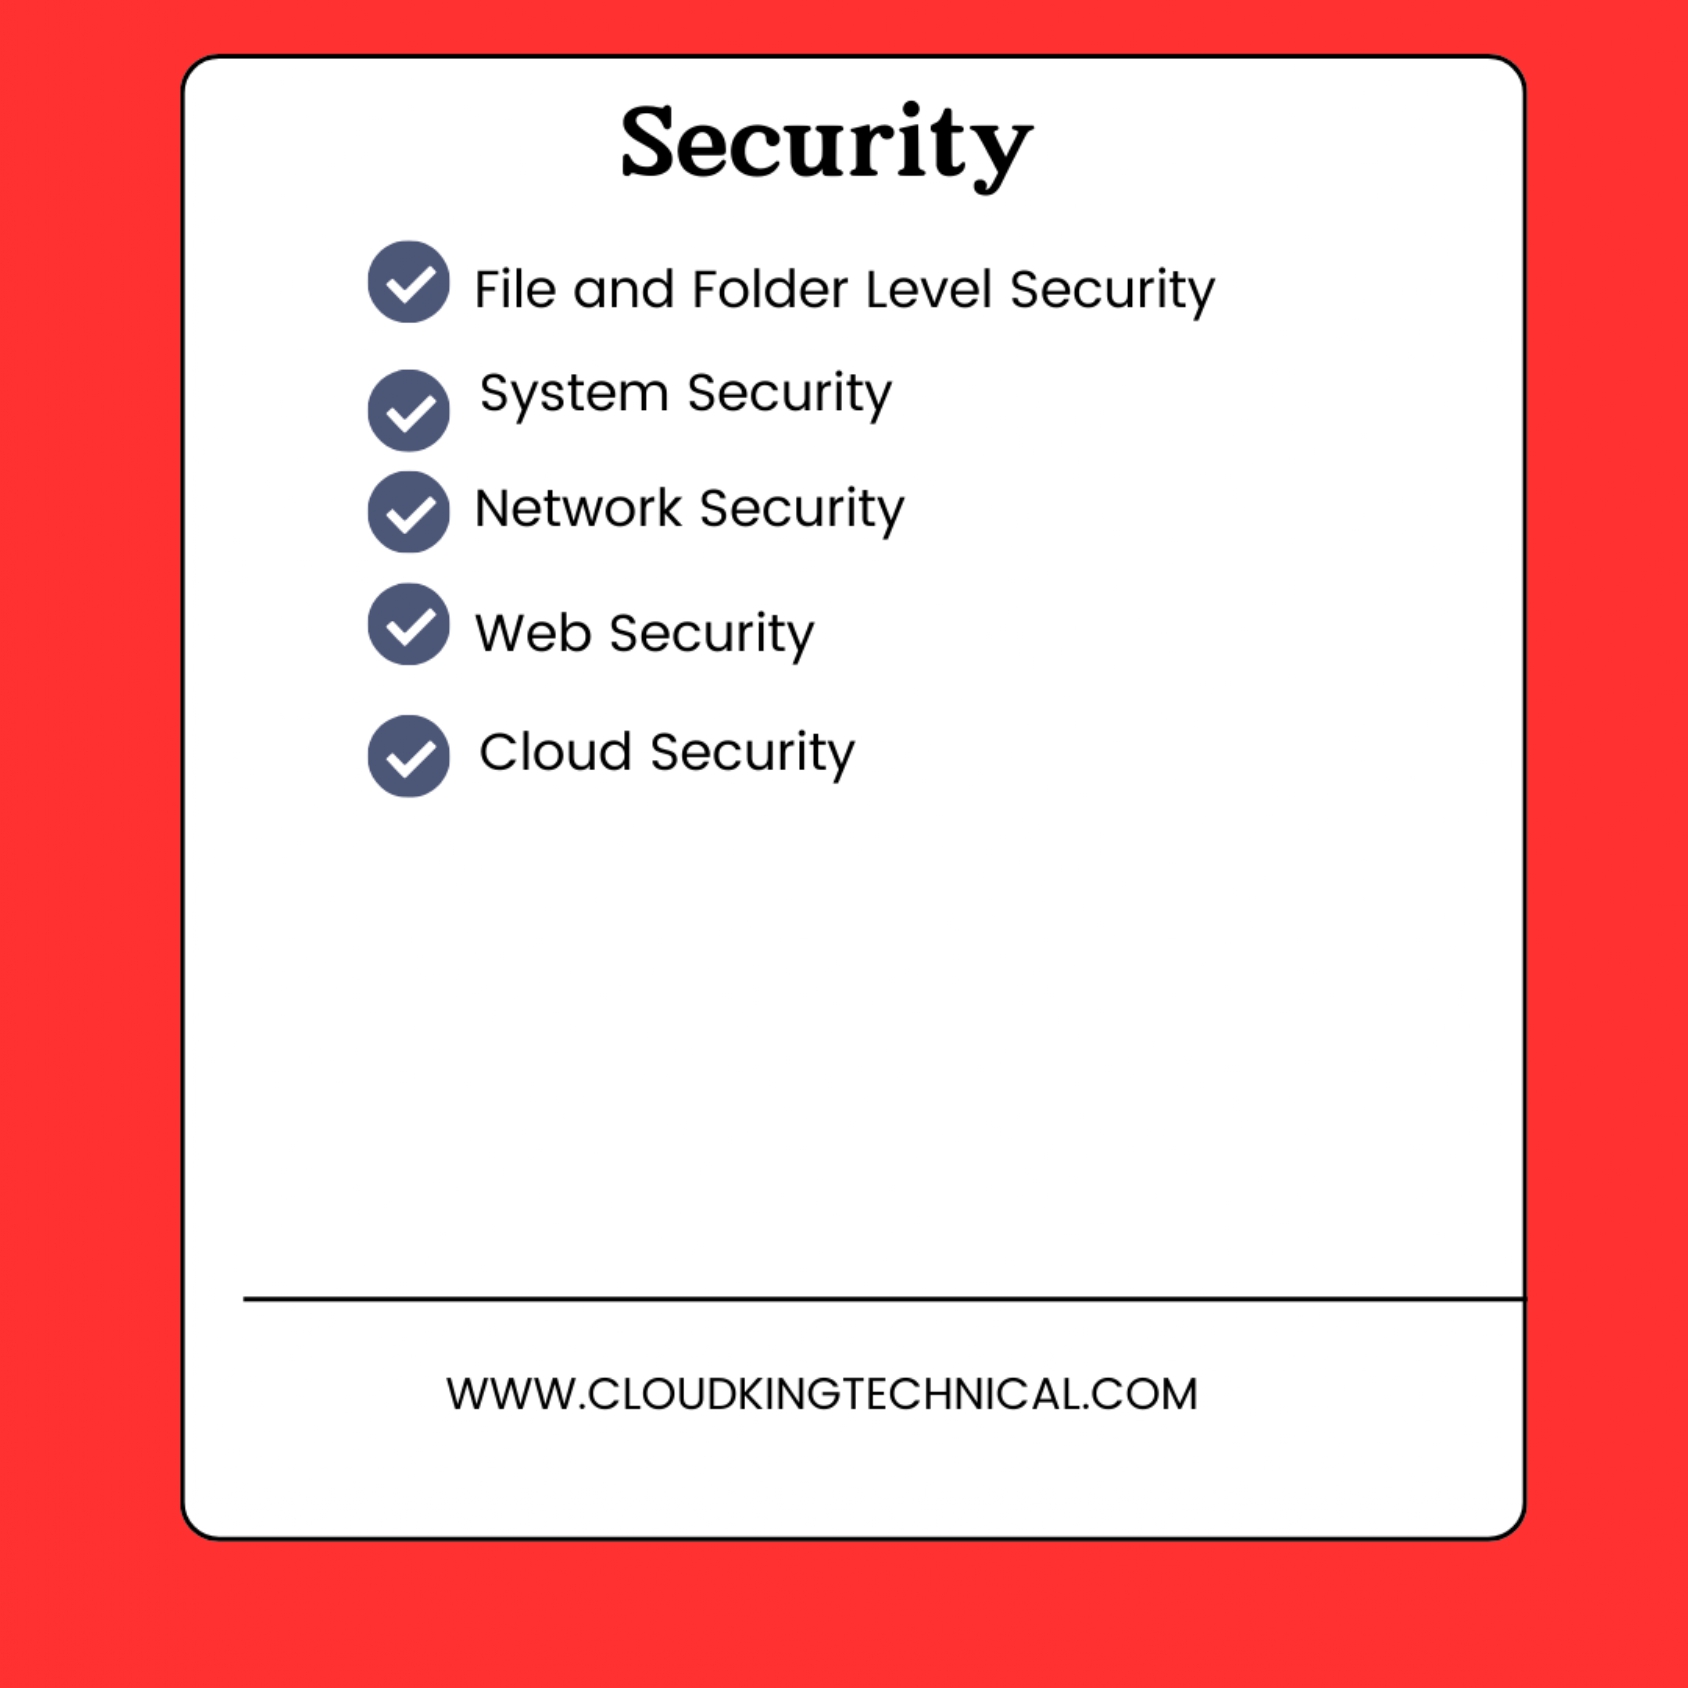 Security
File and Folder Level Security
System Security
Network Security
Web Security
Cloud Security
WWW.CLOUDKINGTECHNICAL.COM